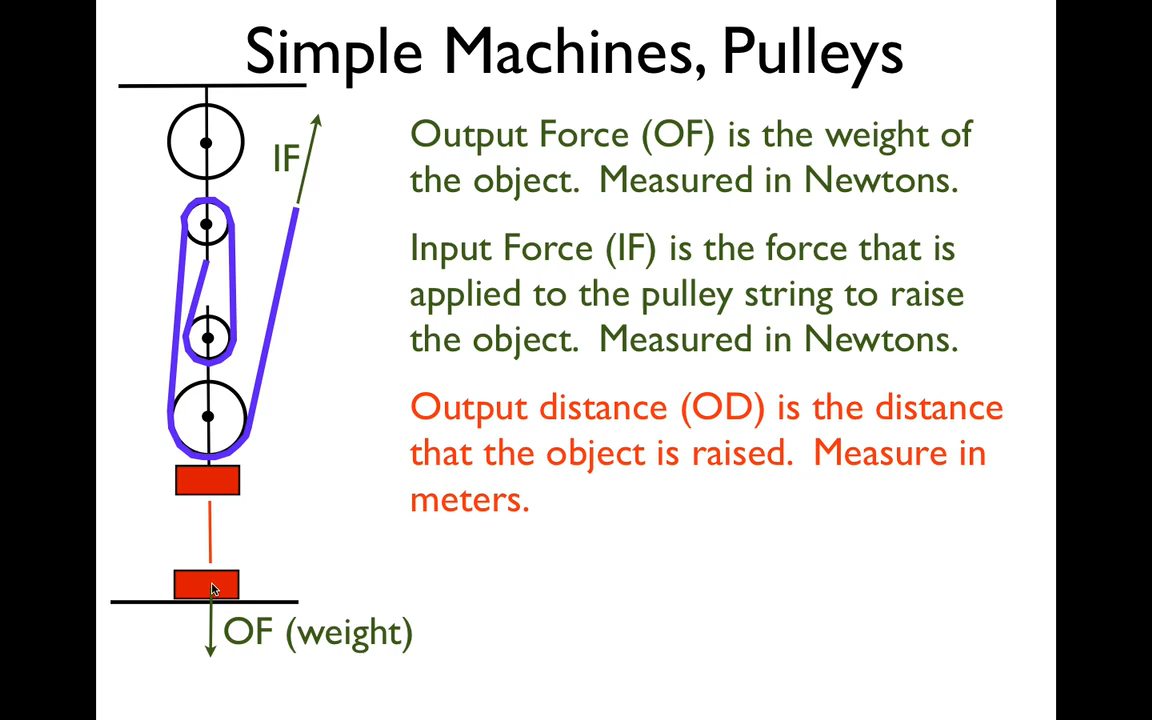 Simple Machines, Pulleys
IF
Output Force (OF) is the weight of
the object.  Measured in Newtons.
Input Force (IF) is the force that is
applied to the pulley string to raise
the object.  Measured in Newtons.
Output distance (OD) is the distance
that the object is raised.  Measure in
meters.
OF (weight)